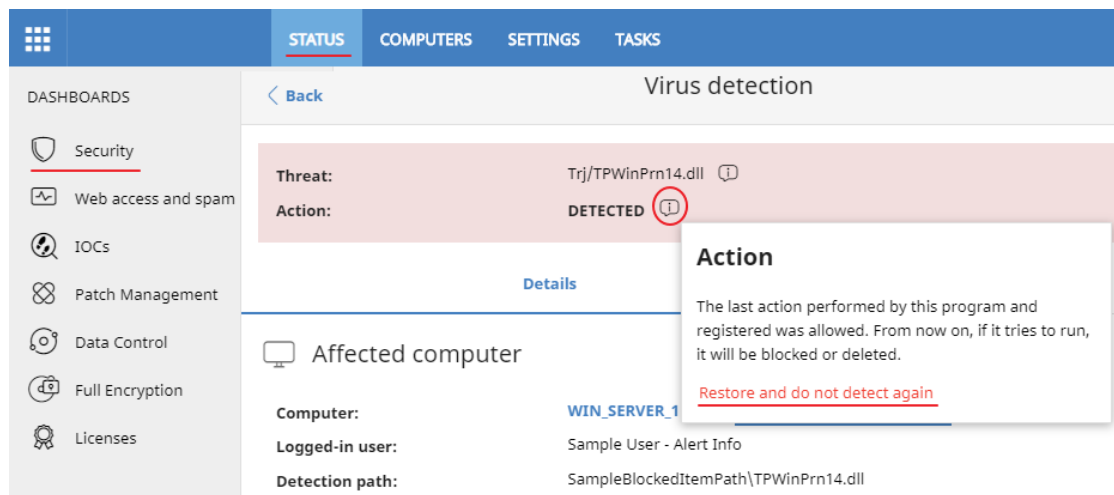 STATUS COMPUTERS SETTINGS TASKS
DASHBOARDS
Security
Web access and spam
IOCs
Patch Management
Data Control
Full Encryption
Licenses
Back
Virus detection
Threat: Trj/TPWinPrn14.dll
Action: DETECTED
Details
Action
The last action performed by this program and
registered was allowed. From now on, if it tries to run,
it will be blocked or deleted.
Restore and do not detect again
Affected computer
Computer: WIN_SERVER_1
Logged-in user: Sample User - Alert Info
Detection path: SampleBlockedItemPath\TPWinPrn14.dll